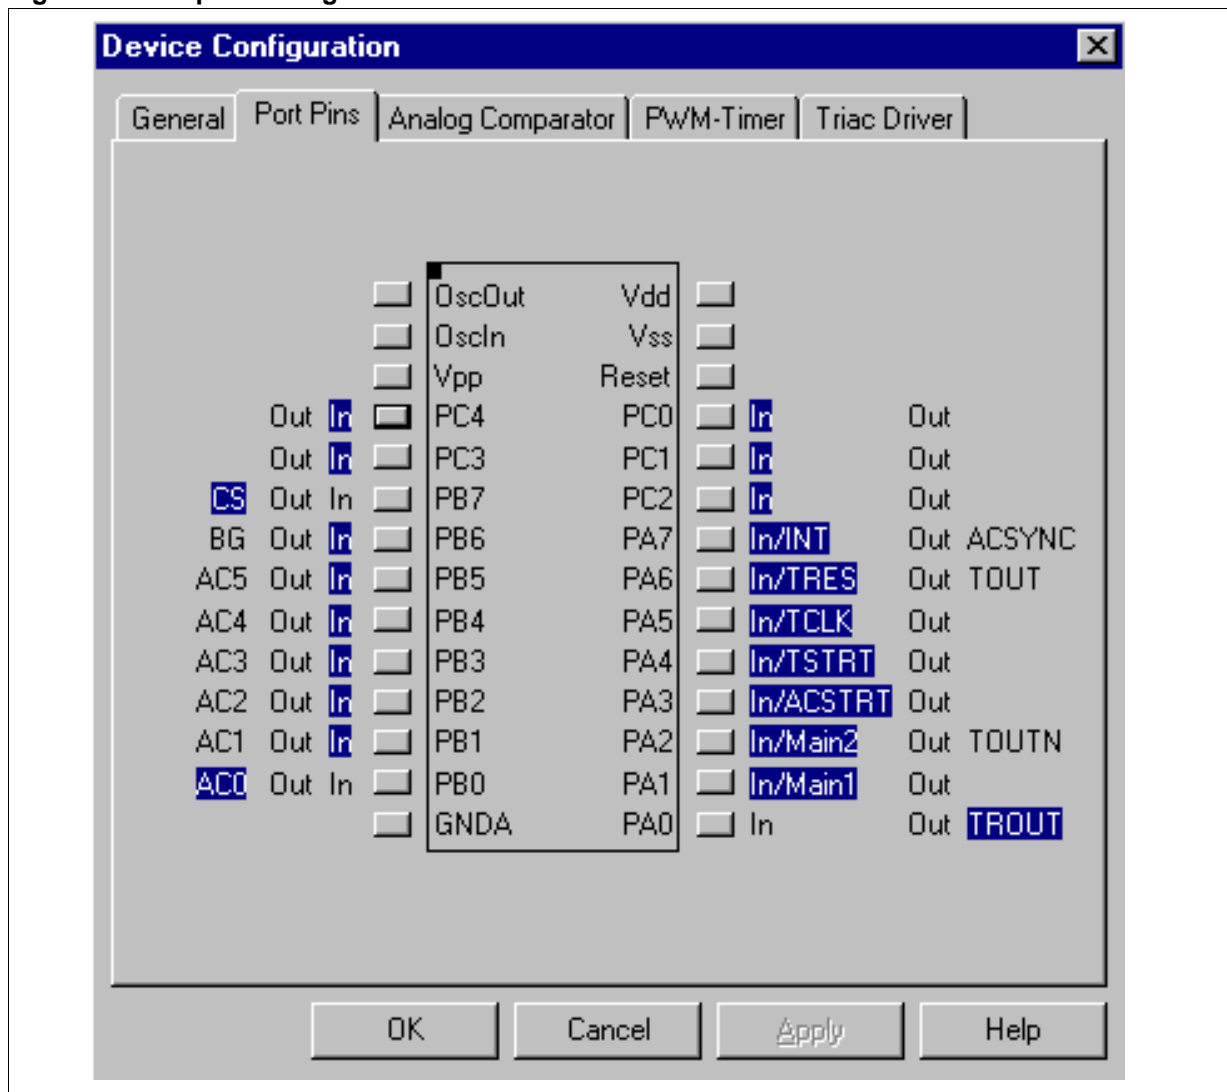 Device Configuration
General Port Pins Analog Comparator PWM-Timer Triac Driver
OscOut Vdd
OscIn Vss
Vpp Reset
Out In PC4 PC0 In Out
Out In PC3 PC1 In Out
CS Out In PB7 PC2 In Out
BG Out In PB6 PA7 In/INT Out ACSYNC
AC5 Out In PB5 PA6 In/TRES Out TOUT
AC4 Out In PB4 PA5 In/TCLK Out
AC3 Out In PB3 PA4 In/TSTRT Out
AC2 Out In PB2 PA3 In/ACSTRT Out
AC1 Out In PB1 PA2 In/Main2 Out TOUTN
AC0 Out In PB0 PA1 In/Main1 Out
GNDA PA0 In Out TROUT
OK Cancel Apply Help